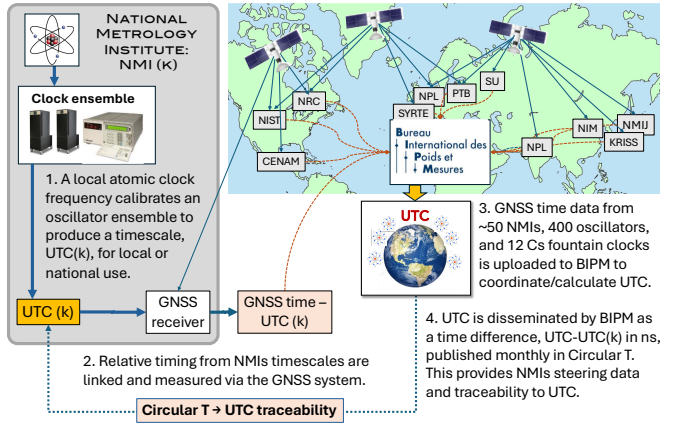 NATIONAL
METROLOGY
INSTITUTE:
NMI (K)
Clock ensemble
1. A local atomic clock
frequency calibrates an
oscillator ensemble to
produce a timescale,
UTC(k), for local or
national use.
UTC (k)
GNSS
receiver
GNSS time –
UTC (k)
2. Relative timing from NMIs timescales are
linked and measured via the GNSS system.
Circular T → UTC traceability
NRC
NIST
CENAM
NPL
PTB
SU
SYRTE
Bureau
International des
Poids et
Mesures
NPL
NIM
NMIJ
KRISS
UTC
3. GNSS time data from
~50 NMIs, 400 oscillators,
and 12 Cs fountain clocks
is uploaded to BIPM to
coordinate/calculate UTC.
4. UTC is disseminated by BIPM as
a time difference, UTC-UTC(k) in ns,
published monthly in Circular T.
This provides NMIs steering data
and traceability to UTC.